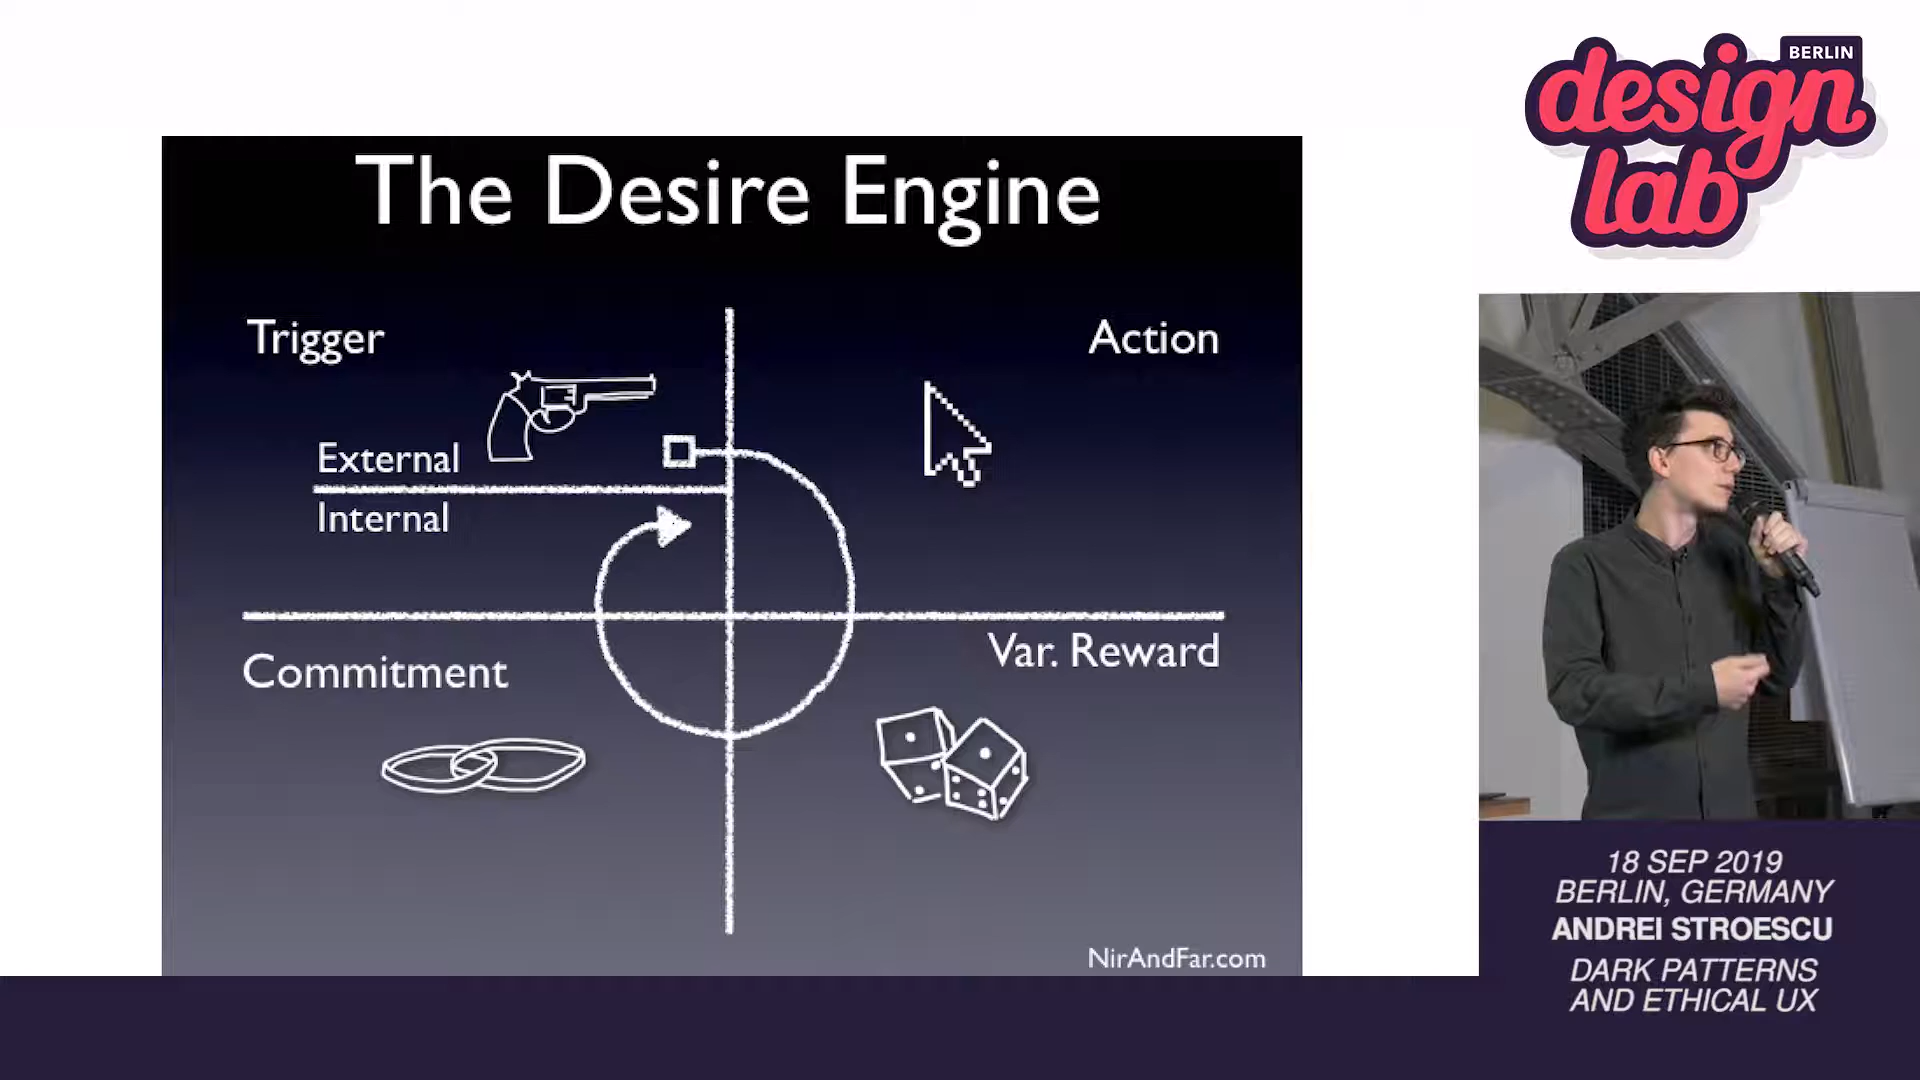 The Desire Engine
Trigger
Action
External
Internal
Commitment
Var. Reward
NirAndFar.com
BERLIN
design
lab
18 SEP 2019
BERLIN, GERMANY
ANDREI STROESCU
DARK PATTERNS
AND ETHICAL UX